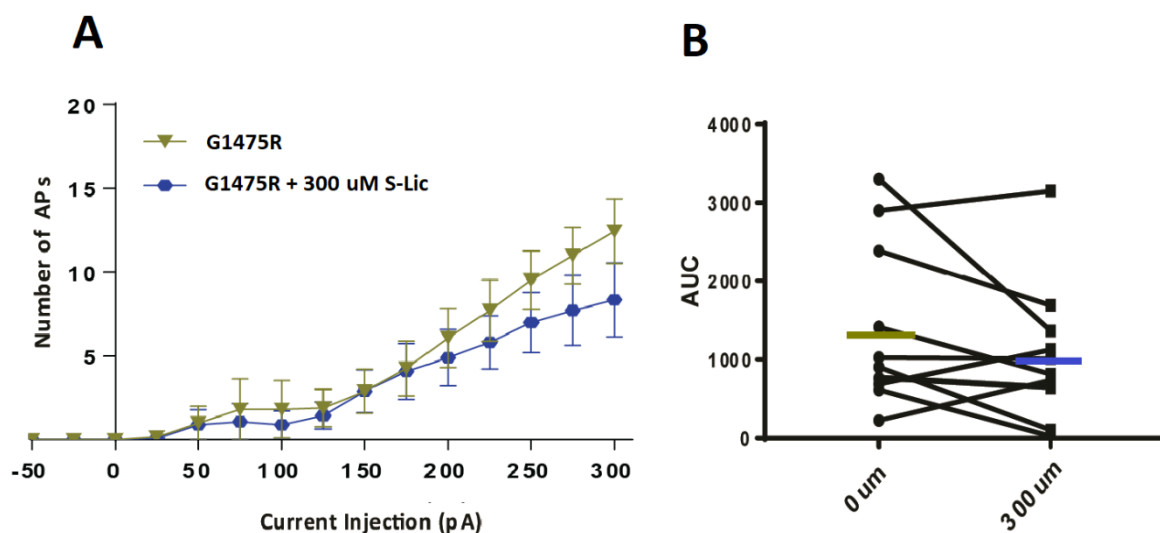 A
20
15
10
5
Number of APs
G1475R
G1475R + 300 uM S-Lic
-50 0 50 100 150 200 250 300
Current Injection (pA)
B
4000
3000
2000
1000
0
AUC
0 um
300 um